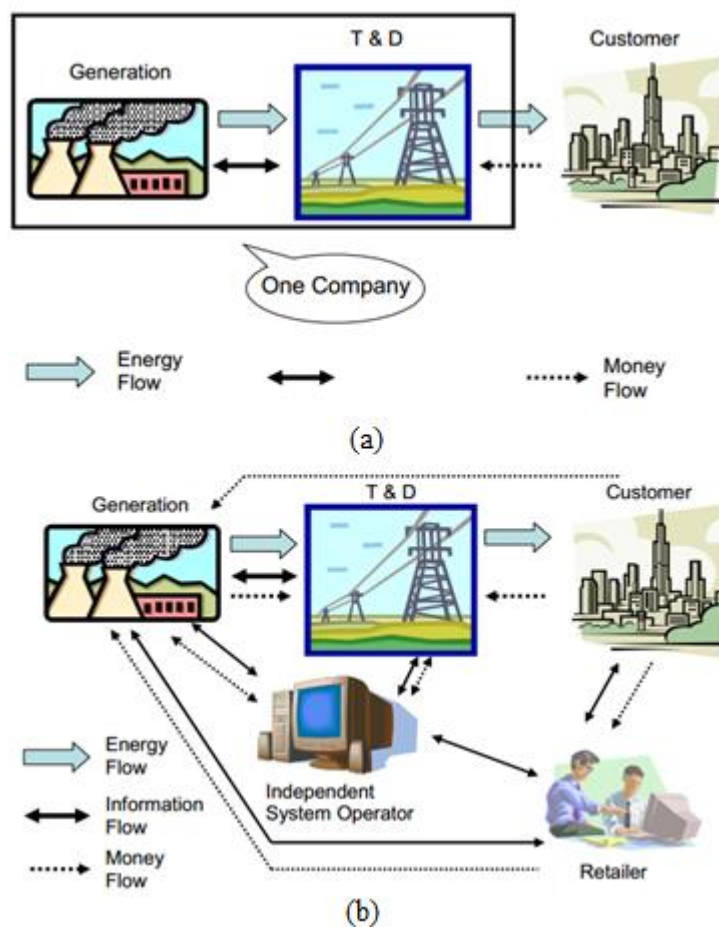 T & D
Customer
Generation
One Company
Energy
Flow
Money
Flow
(a)
T & D
Generation
Customer
Energy
Flow
Information
Flow
Money
Flow
Independent
System Operator
Retailer
(b)